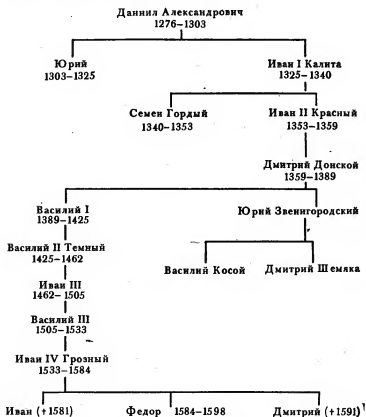 Даниил Александрович
1276–1303
Юрий
1303–1325
Иван I Калита
1325–1340
Семен Гордый
1340–1353
Иван II Красный
1353–1359
Дмитрий Донской
1359–1389
Василий I
1389–1425
Юрий Звенигородский
Василий II Темный
1425–1462
Василий Косой
Дмитрий Шемяка
Иван III
1462–1505
Василий III
1505–1533
Иван IV Грозный
1533–1584
Иван (†1581) Федор 1584–1598 Дмитрий (†1591)